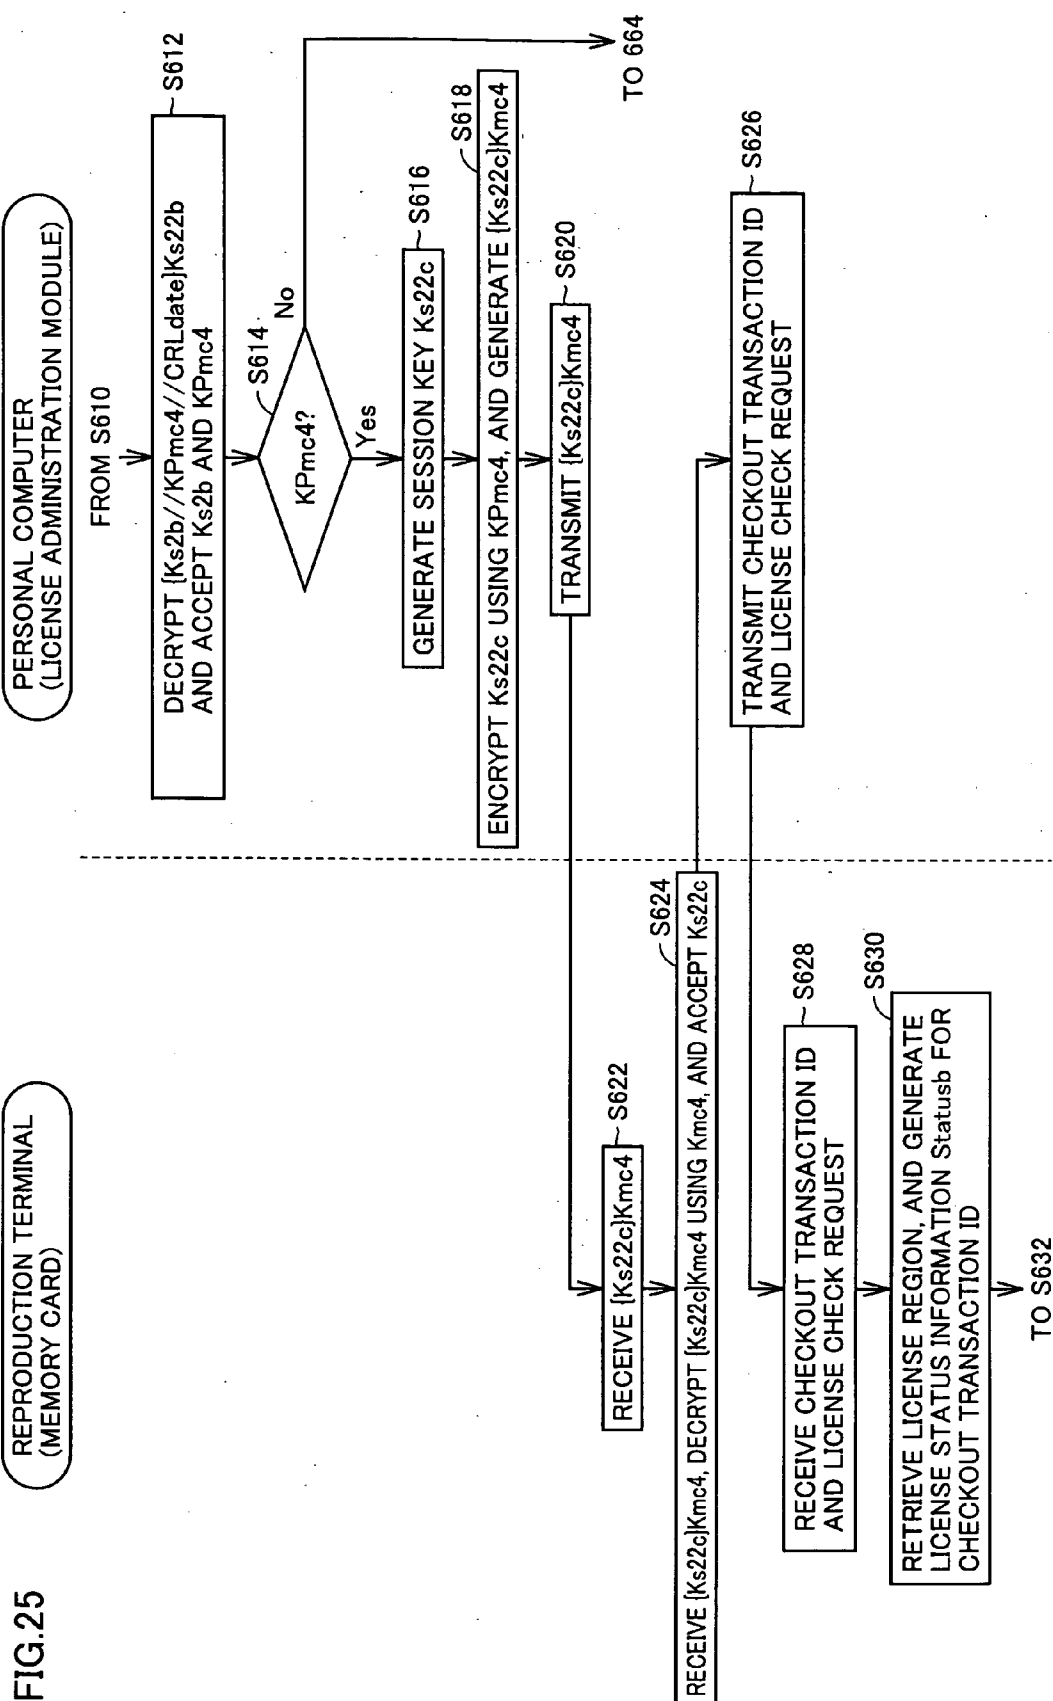 FIG.25
REPRODUCTION TERMINAL
(MEMORY CARD)
PERSONAL COMPUTER
(LICENSE ADMINISTRATION MODULE)
FROM S610
DECRYPT {Ks2b//KPmc4//CRLdate}Ks22b
AND ACCEPT Ks2b AND KPmc4
S612
KPmc4?
S614
No
Yes
TO 664
GENERATE SESSION KEY Ks22c
S616
ENCRYPT Ks22c USING KPmc4, AND GENERATE {Ks22c}Kmc4
S618
TRANSMIT {Ks22c}Kmc4
S620
RECEIVE {Ks22c}Kmc4
S622
RECEIVE {Ks22c}Kmc4, DECRYPT {Ks22c}Kmc4 USING Kmc4, AND ACCEPT Ks22c
S624
TRANSMIT CHECKOUT TRANSACTION ID
AND LICENSE CHECK REQUEST
S626
RECEIVE CHECKOUT TRANSACTION ID
AND LICENSE CHECK REQUEST
S628
RETRIEVE LICENSE REGION, AND GENERATE
LICENSE STATUS INFORMATION Statusb FOR
CHECKOUT TRANSACTION ID
S630
TO S632